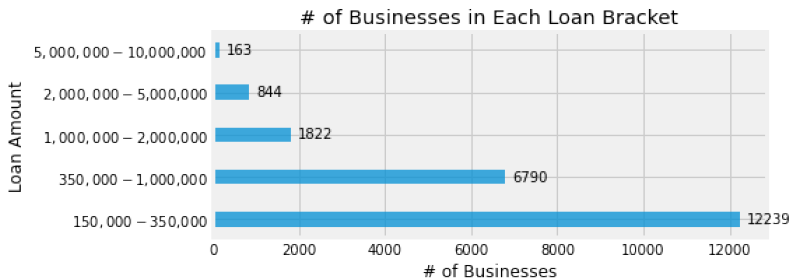 # of Businesses in Each Loan Bracket
5,000,000 − 10,000,000
163
2,000,000 − 5,000,000
844
1,000,000 − 2,000,000
1822
350,000 − 1,000,000
6790
150,000 − 350,000
12239
Loan Amount
0 2000 4000 6000 8000 10000 12000
# of Businesses